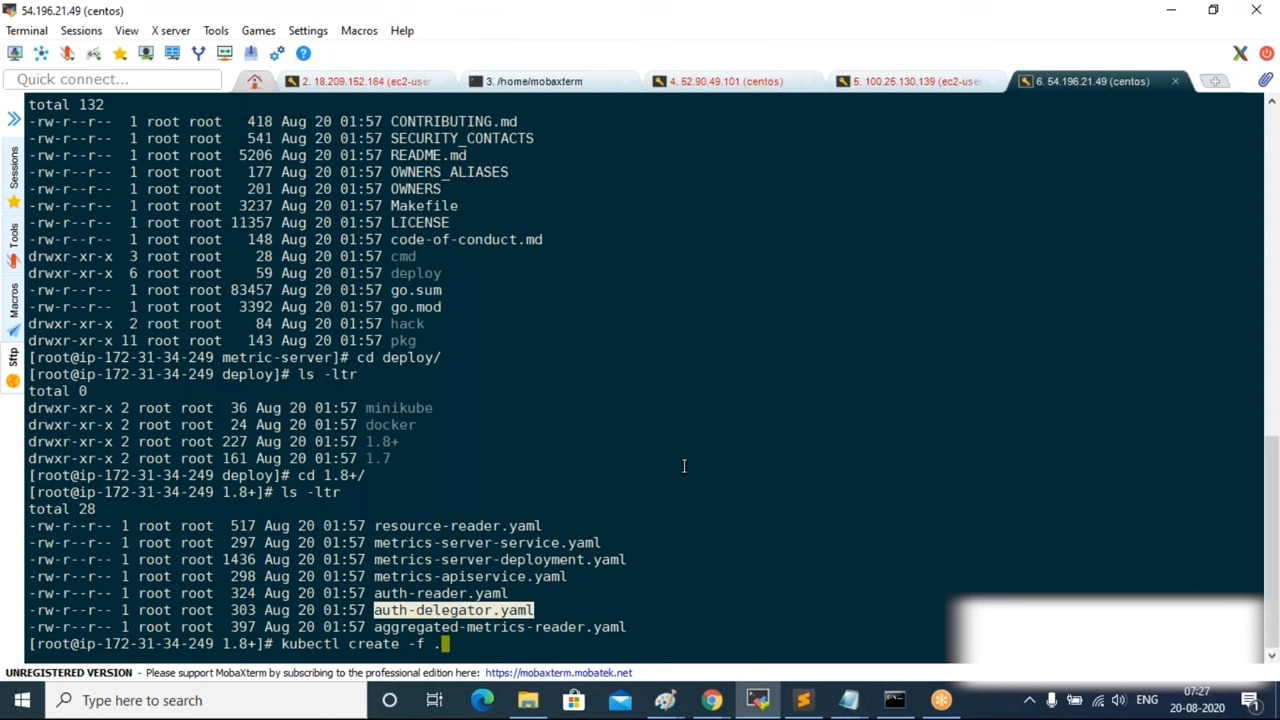 54.196.21.49 (centos)
Terminal Sessions View X server Tools Games Settings Macros Help
Quick connect...
2. 18.209.152.164 (ec2-use
3. /home/mobaxterm
4. 52.90.49.101 (centos)
5. 100.25.130.139 (ec2-use
6. 54.196.21.49 (centos)
Sessions
Tools
Macros
Sftp
total 132
-rw-r--r-- 1 root root 418 Aug 20 01:57 CONTRIBUTING.md
-rw-r--r-- 1 root root 541 Aug 20 01:57 SECURITY_CONTACTS
-rw-r--r-- 1 root root 5206 Aug 20 01:57 README.md
-rw-r--r-- 1 root root 177 Aug 20 01:57 OWNERS_ALIASES
-rw-r--r-- 1 root root 201 Aug 20 01:57 OWNERS
-rw-r--r-- 1 root root 3237 Aug 20 01:57 Makefile
-rw-r--r-- 1 root root 11357 Aug 20 01:57 LICENSE
-rw-r--r-- 1 root root 148 Aug 20 01:57 code-of-conduct.md
drwxr-xr-x 3 root root 28 Aug 20 01:57 cmd
drwxr-xr-x 6 root root 59 Aug 20 01:57 deploy
-rw-r--r-- 1 root root 83457 Aug 20 01:57 go.sum
-rw-r--r-- 1 root root 3392 Aug 20 01:57 go.mod
drwxr-xr-x 2 root root 84 Aug 20 01:57 hack
drwxr-xr-x 11 root root 143 Aug 20 01:57 pkg
[root@ip-172-31-34-249 metric-server]# cd deploy/
[root@ip-172-31-34-249 deploy]# ls -ltr
total 0
drwxr-xr-x 2 root root 36 Aug 20 01:57 minikube
drwxr-xr-x 2 root root 24 Aug 20 01:57 docker
drwxr-xr-x 2 root root 227 Aug 20 01:57 1.8+
drwxr-xr-x 2 root root 161 Aug 20 01:57 1.7
[root@ip-172-31-34-249 deploy]# cd 1.8+/
[root@ip-172-31-34-249 1.8+]# ls -ltr
total 28
-rw-r--r-- 1 root root 517 Aug 20 01:57 resource-reader.yaml
-rw-r--r-- 1 root root 297 Aug 20 01:57 metrics-server-service.yaml
-rw-r--r-- 1 root root 1436 Aug 20 01:57 metrics-server-deployment.yaml
-rw-r--r-- 1 root root 298 Aug 20 01:57 metrics-apiservice.yaml
-rw-r--r-- 1 root root 324 Aug 20 01:57 auth-reader.yaml
-rw-r--r-- 1 root root 303 Aug 20 01:57 auth-delegator.yaml
-rw-r--r-- 1 root root 397 Aug 20 01:57 aggregated-metrics-reader.yaml
[root@ip-172-31-34-249 1.8+]# kubectl create -f .
UNREGISTERED VERSION - Please support MobaXterm by subscribing to the professional edition here: https://mobaxterm.mobatek.net
Type here to search
ENG
07:27
20-08-2020